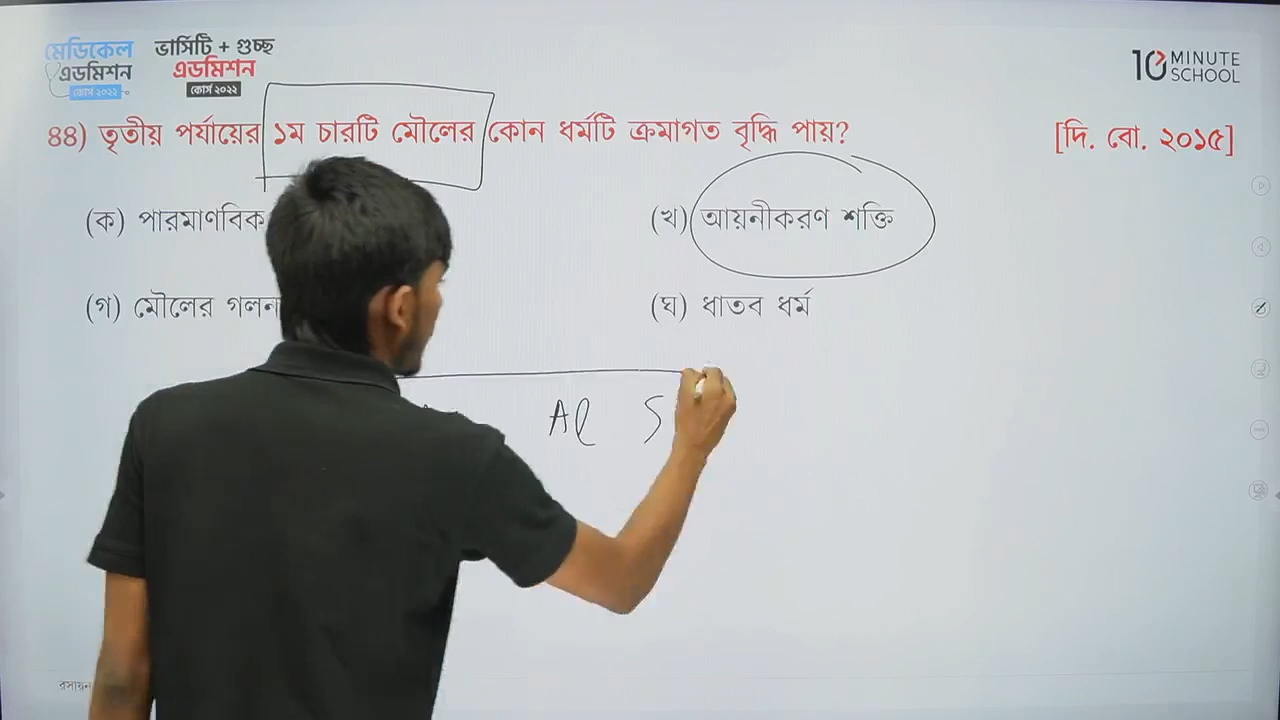 মেডিকেল এডমিশন কোর্স ২০২২
ভার্সিটি + গুচ্ছ এডমিশন কোর্স ২০২২
10 MINUTE SCHOOL
৪৪) তৃতীয় পর্যায়ের ১ম চারটি মৌলের কোন ধর্মটি ক্রমাগত বৃদ্ধি পায়? [দি. বো. ২০১৫]
(ক) পারমাণবিক (খ) আয়নীকরণ শক্তি
(গ) মৌলের গলন (ঘ) ধাতব ধর্ম
Al S
রসায়ন